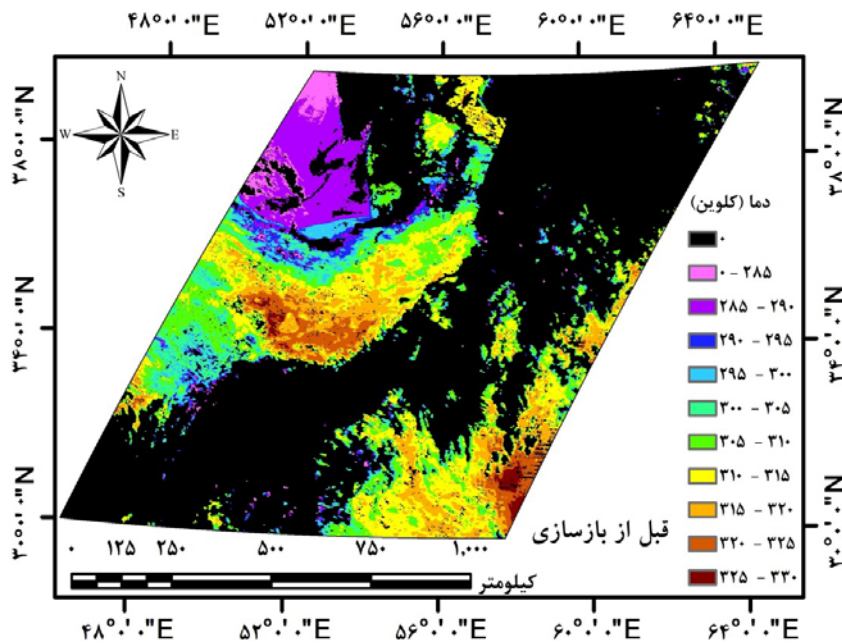 ۴۸°۰'۰"E ۵۲°۰'۰"E ۵۶°۰'۰"E ۶۰°۰'۰"E ۶۴°۰'۰"E
۳۸°۰'۰"N
۳۴°۰'۰"N
۳۰°۰'۰"N
N
W E
S
۳۸°۰'۰"N
۳۴°۰'۰"N
۳۰°۰'۰"N
دما (کلوین)
۰
۰ - ۲۸۵
۲۸۵ - ۲۹۰
۲۹۰ - ۲۹۵
۲۹۵ - ۳۰۰
۳۰۰ - ۳۰۵
۳۰۵ - ۳۱۰
۳۱۰ - ۳۱۵
۳۱۵ - ۳۲۰
۳۲۰ - ۳۲۵
۳۲۵ - ۳۳۰
قبل از بازسازی
۰ ۱۲۵ ۲۵۰ ۵۰۰ ۷۵۰ ۱,۰۰۰
کیلومتر
۴۸°۰'۰"E ۵۲°۰'۰"E ۵۶°۰'۰"E ۶۰°۰'۰"E ۶۴°۰'۰"E